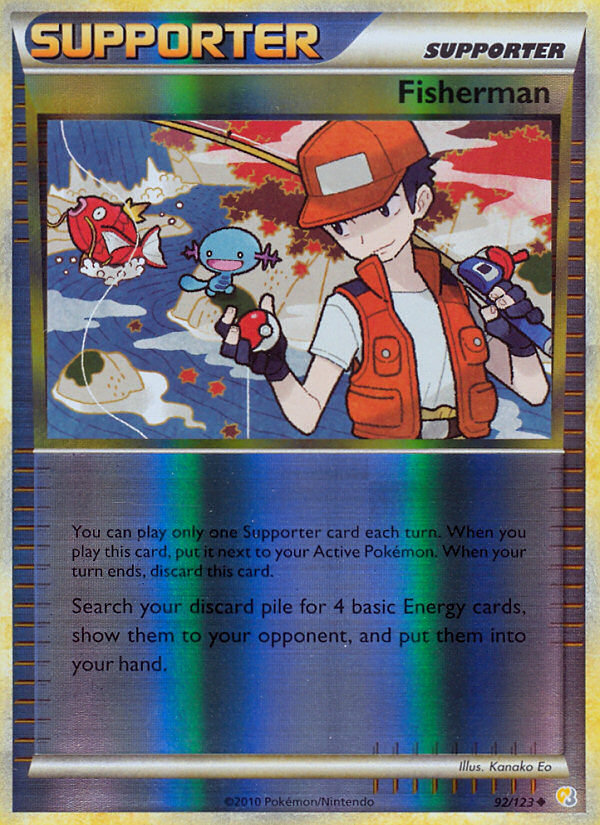 SUPPORTER
SUPPORTER
Fisherman
You can play only one Supporter card each turn. When you
play this card, put it next to your Active Pokémon. When your
turn ends, discard this card.
Search your discard pile for 4 basic Energy cards,
show them to your opponent, and put them into
your hand.
Illus. Kanako Eo
©2010 Pokémon/Nintendo
92/123